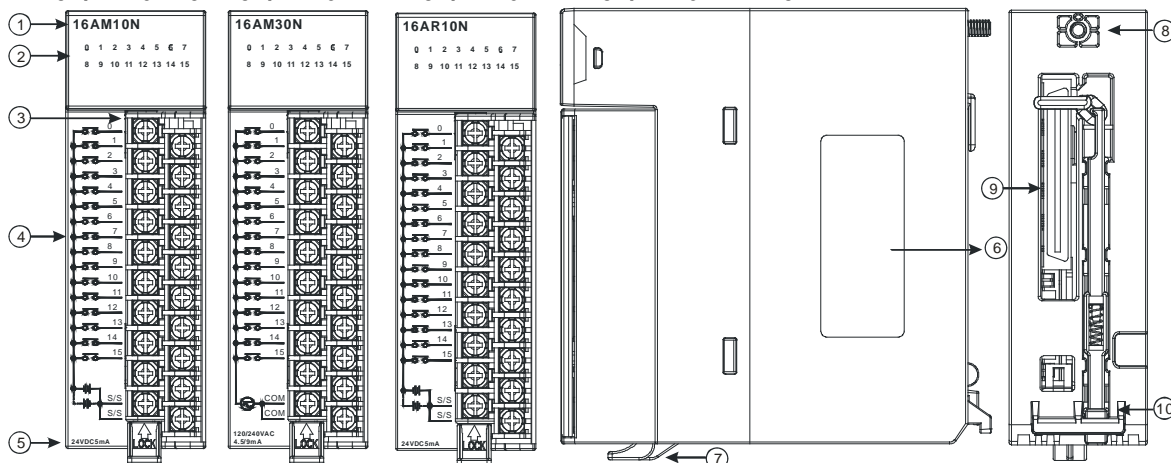 ① 16AM10N
② 0 1 2 3 4 5 6 7
8 9 10 11 12 13 14 15
③
④
0
1
2
3
4
5
6
7
8
9
10
11
12
13
14
15
S/S
S/S
⑤ 24VDC5mA
LOCK
16AM30N
0 1 2 3 4 5 6 7
8 9 10 11 12 13 14 15
0
1
2
3
4
5
6
7
8
9
10
11
12
13
14
15
COM
COM
120/240VAC
4.5/9mA
LOCK
16AR10N
0 1 2 3 4 5 6 7
8 9 10 11 12 13 14 15
0
1
2
3
4
5
6
7
8
9
10
11
12
13
14
15
S/S
S/S
24VDC5mA
LOCK
⑥
⑦
⑧
⑨
⑩